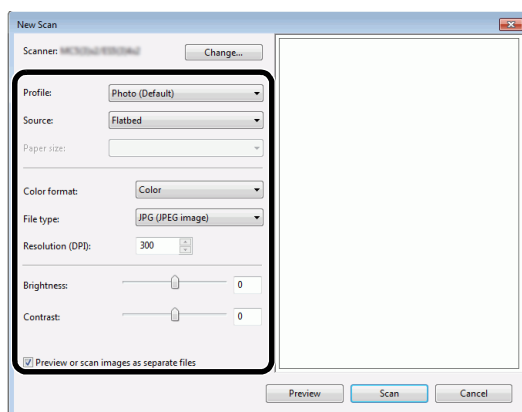 New Scan
Scanner:
Change...
Profile: Photo (Default)
Source: Flatbed
Paper size:
Color format: Color
File type: JPG (JPEG image)
Resolution (DPI): 300
Brightness: 0
Contrast: 0
Preview or scan images as separate files
Preview Scan Cancel